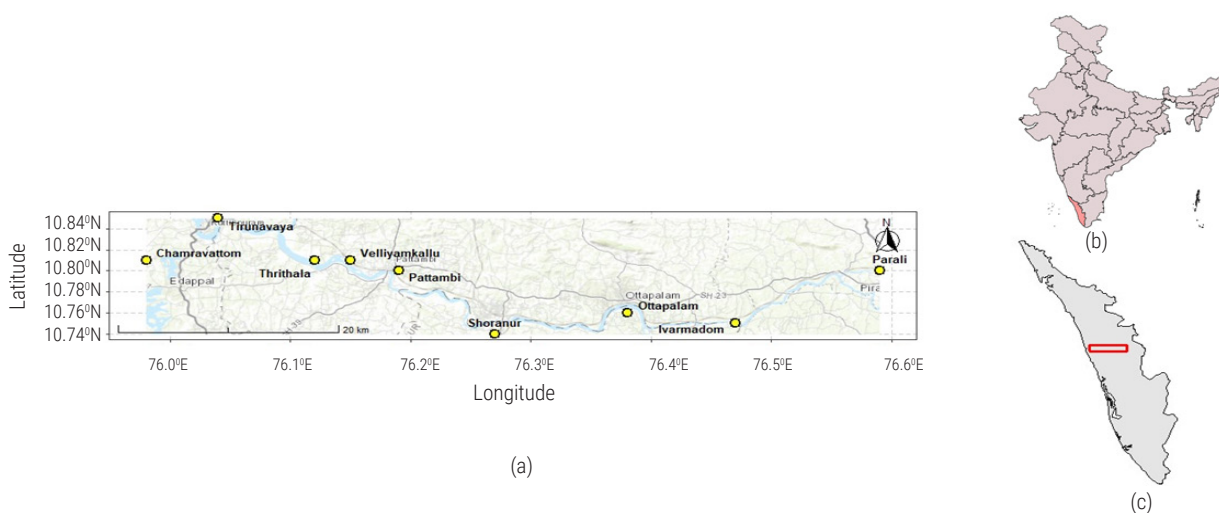 10.84⁰N
10.82⁰N
10.80⁰N
10.78⁰N
10.76⁰N
10.74⁰N
Latitude
Tirunavaya
Chamravattom
Edappal
Thrithala
Velliyamkallu
Pattambi
Pattambi
Shoranur
Ottapalam
Ottapalam
SH 23
Ivarmadom
Parali
Pira
N
20 km
76.0⁰E
76.1⁰E
76.2⁰E
76.3⁰E
76.4⁰E
76.5⁰E
76.6⁰E
Longitude
(a)
(b)
(c)